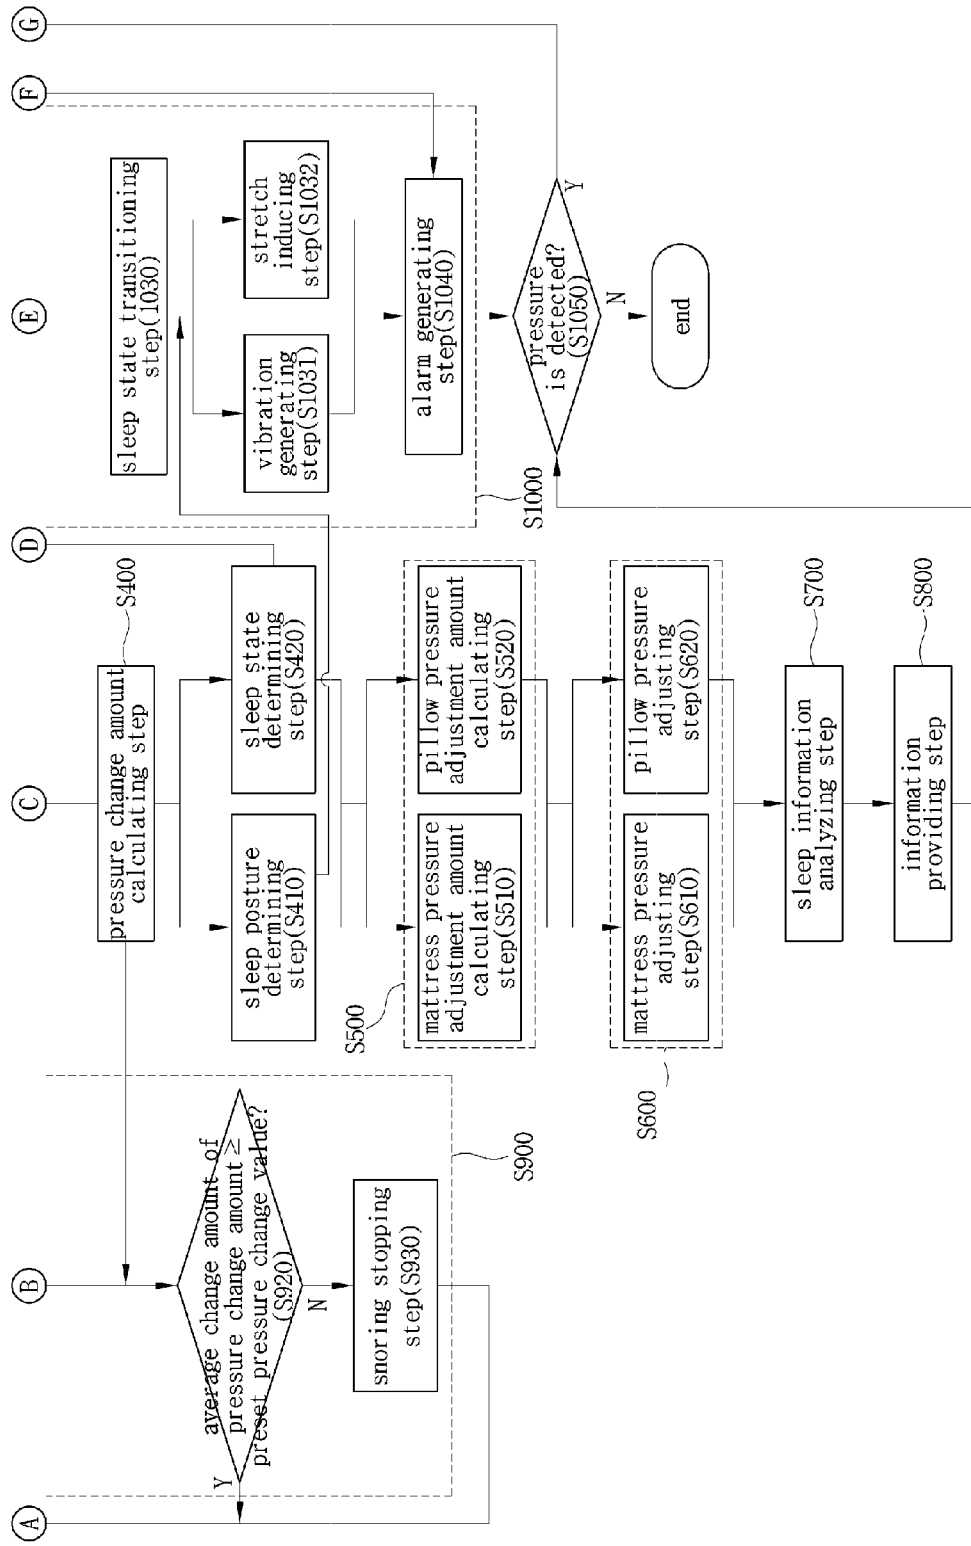 A
B
C
D
E
F
G
pressure change amount
calculating step
S400
sleep state transitioning
step(1030)
average change amount of
pressure change amount≥
preset pressure change value?
(S920)
Y
N
sleep posture
determining
step(S410)
sleep state
determining
step(S420)
vibration
generating
step(S1031)
stretch
inducing
step(S1032)
snoring stopping
step(S930)
S900
S500
mattress pressure
adjustment amount
calculating
step(S510)
pillow pressure
adjustment amount
calculating
step(S520)
alarm generating
step(S1040)
S1000
pressure
is detected?
(S1050)
Y
N
end
S600
mattress pressure
adjusting
step(S610)
pillow pressure
adjusting
step(S620)
sleep information
analyzing step
S700
information
providing step
S800